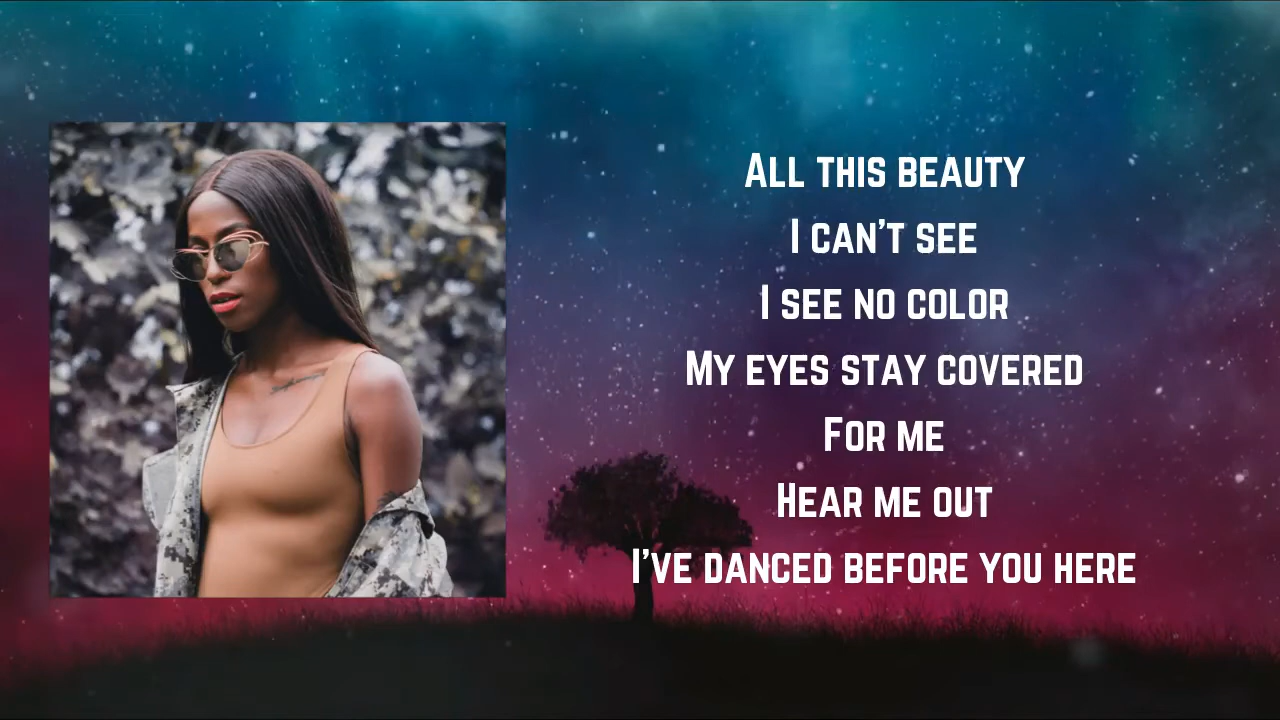 All this beauty
I can't see
I see no color
My eyes stay covered
For me
Hear me out
I've danced before you here